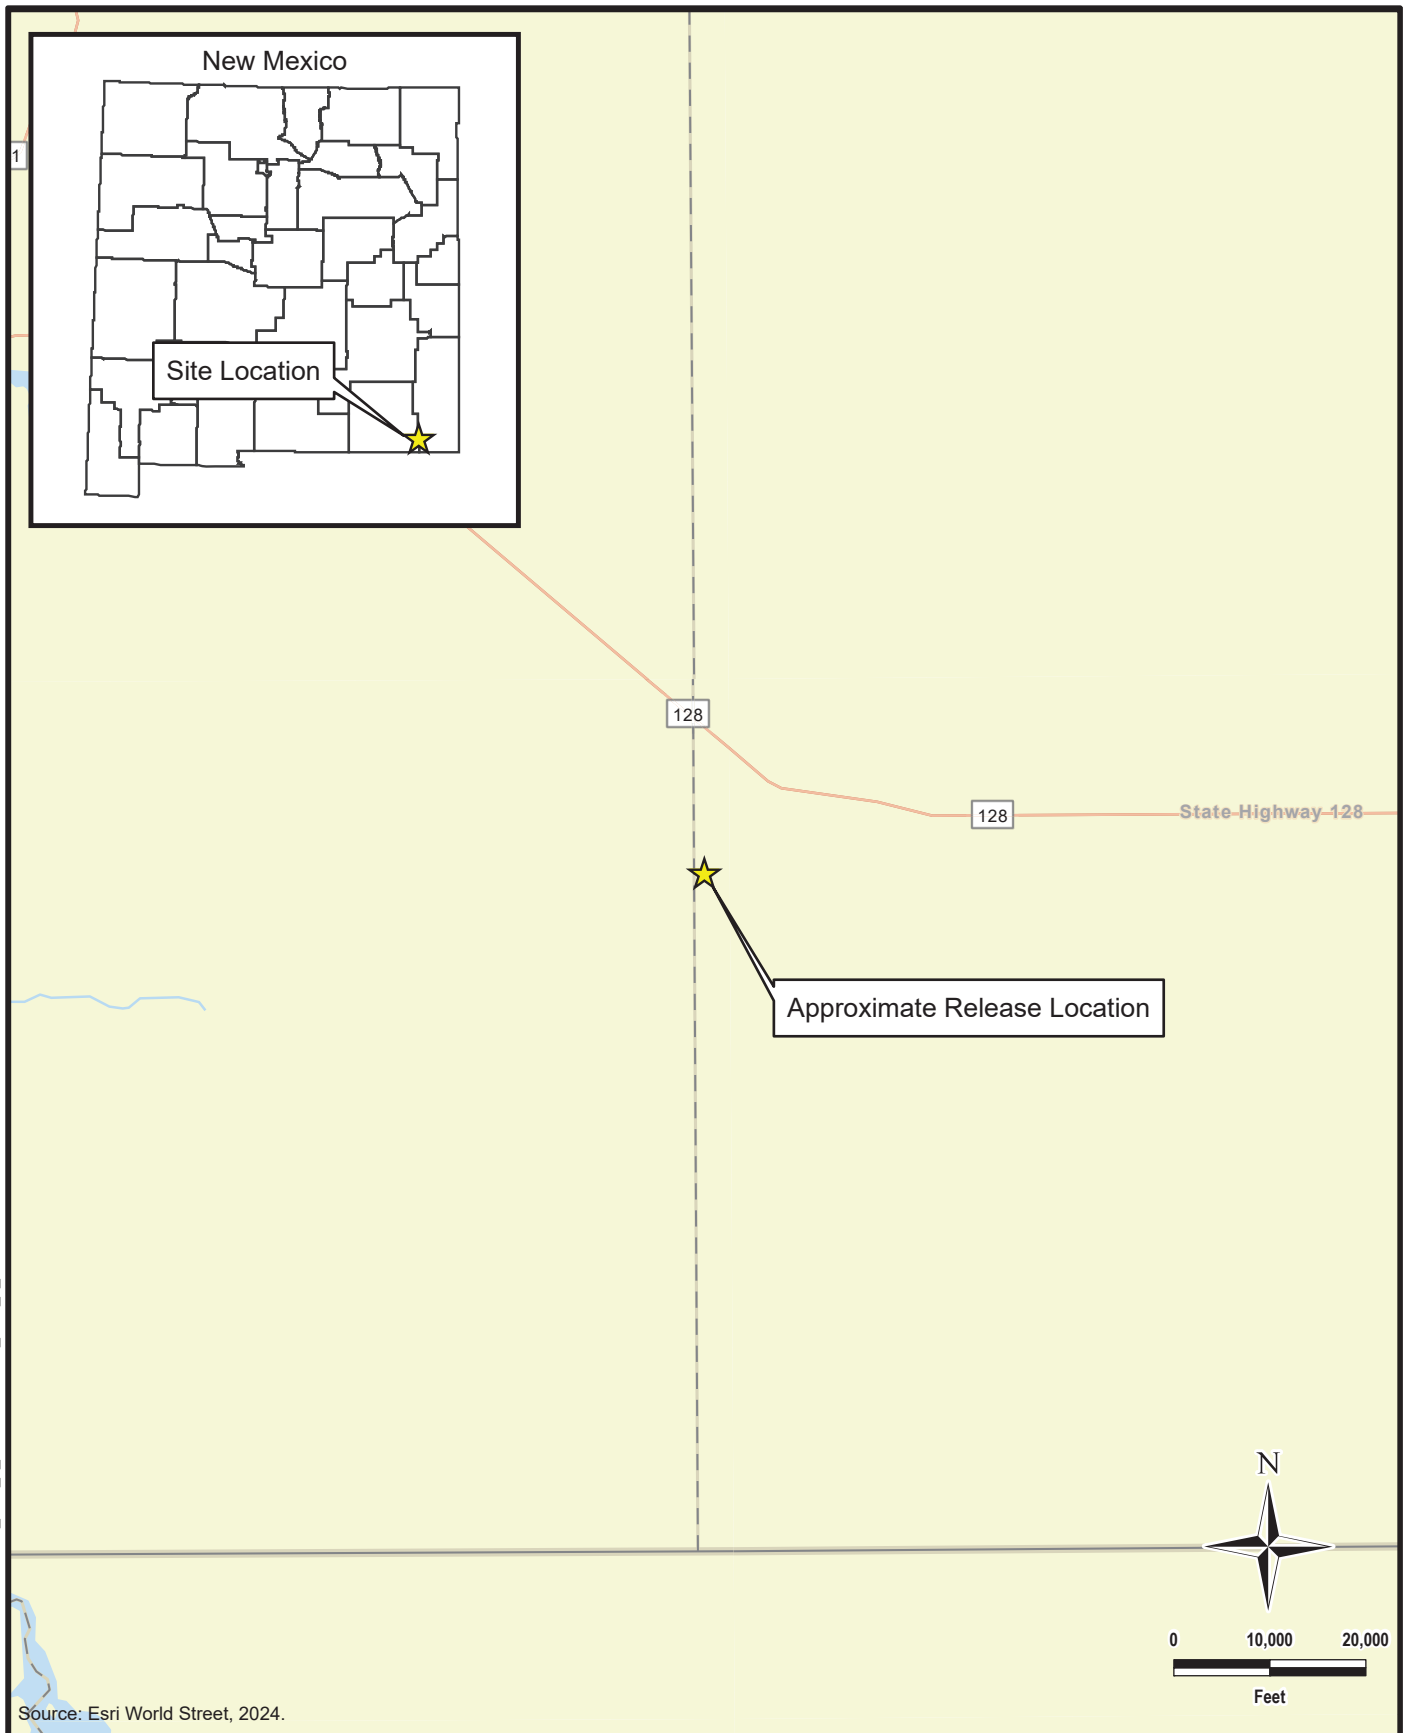 New Mexico
1
Site Location
128
128
State Highway 128
Approximate Release Location
N
0 10,000 20,000
Feet
Source: Esri World Street, 2024.